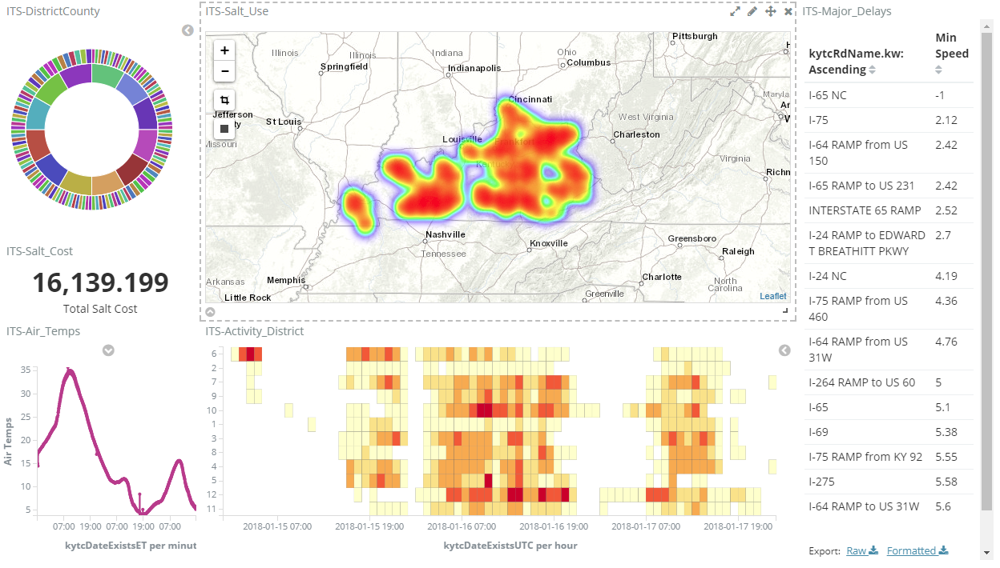 ITS-DistrictCounty
ITS-Salt_Cost
16,139.199
Total Salt Cost
ITS-Air_Temps
Air Temps
35
30
25
20
15
10
5
07:00 19:00 07:00 19:00 07:00
kytcDateExistsET per minut
ITS-Salt_Use
+
−
Pittsburgh
Illinois
Illinois
Indiana
Ohio
Springfield
Columbus
Indianapolis
Cincinnati
Maryla
Jefferson
ty
St Louis
West Virginia
Louisville
Frankfort
Charleston
Missouri
Kentucky
Virginia
Richm
Nashville
Tennessee
Knoxville
Greensboro
Raleigh
Arkansas
Memphis
Charlotte
North
Carolina
Little Rock
Greenville
Leaflet
ITS-Activity_District
6
2
7
9
10
1
3
8
4
5
12
11
2018-01-15 07:00 2018-01-15 19:00 2018-01-16 07:00 2018-01-16 19:00 2018-01-17 07:00 2018-01-17 19:00
kytcDateExistsUTC per hour
ITS-Major_Delays
kytcRdName.kw:
Ascending
Min
Speed
I-65 NC -1
I-75 2.12
I-64 RAMP from US 2.42
150
I-65 RAMP to US 231 2.42
INTERSTATE 65 RAMP 2.52
I-24 RAMP to EDWARD 2.7
T BREATHITT PKWY
I-24 NC 4.19
I-75 RAMP from US 4.36
460
I-64 RAMP from US 4.76
31W
I-264 RAMP to US 60 5
I-65 5.1
I-69 5.38
I-75 RAMP from KY 92 5.55
I-275 5.58
I-64 RAMP to US 31W 5.6
Export: Raw Formatted